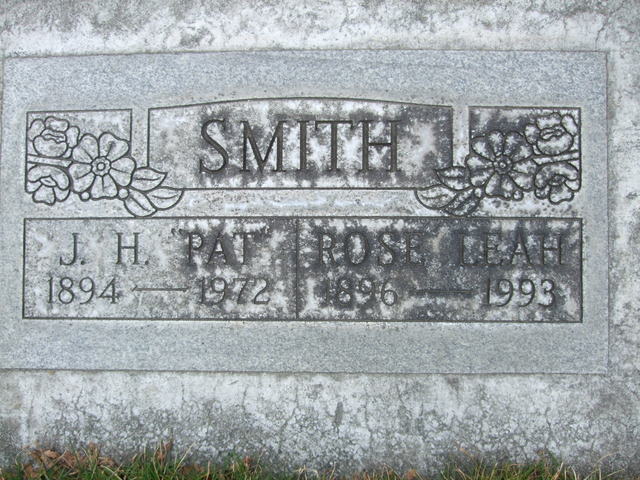 SMITH
J. H. "PAT"
1894 — 1972
ROSE LEAH
1896 — 1993